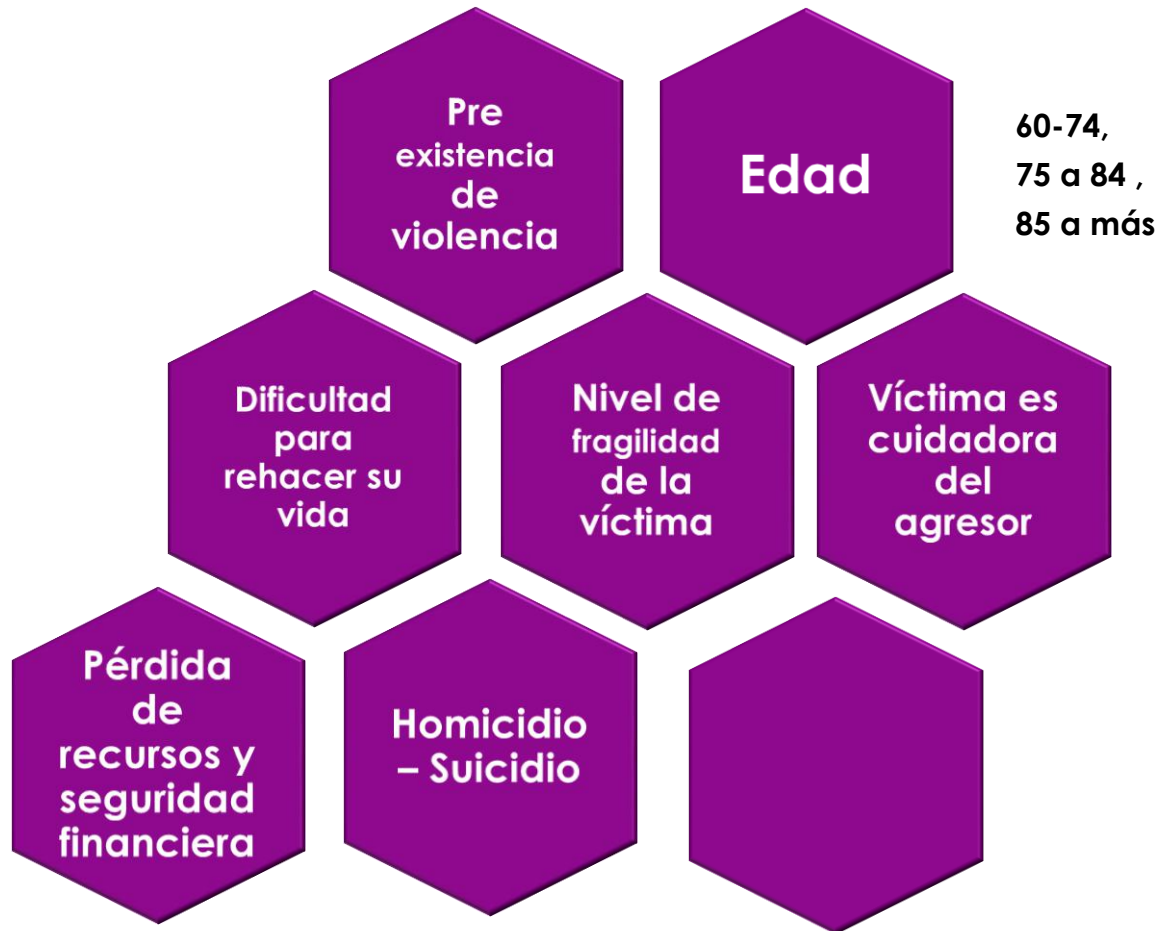 Pre
existencia
de
violencia
Edad
60-74,
75 a 84 ,
85 a más
Dificultad
para
rehacer su
vida
Nivel de
fragilidad
de la
víctima
Víctima es
cuidadora
del
agresor
Pérdida
de
recursos y
seguridad
financiera
Homicidio
– Suicidio